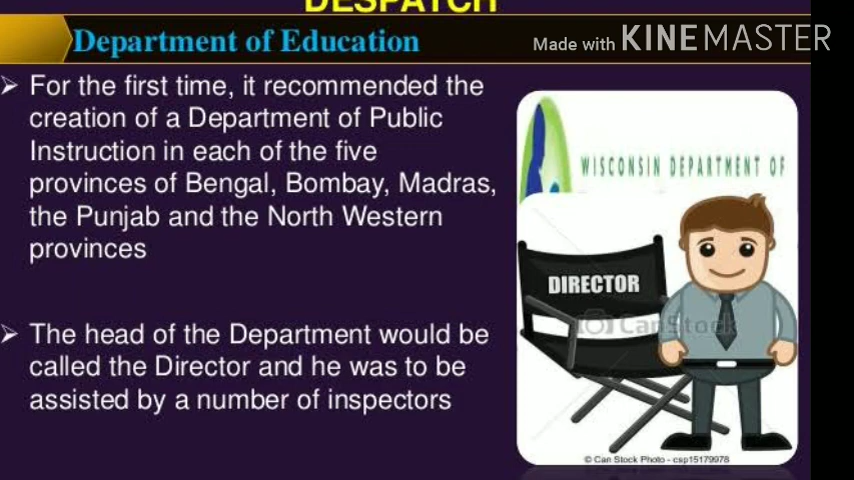 DESPATCH
Department of Education
Made with KINEMASTER
➢ For the first time, it recommended the
creation of a Department of Public
Instruction in each of the five
provinces of Bengal, Bombay, Madras,
the Punjab and the North Western
provinces
➢ The head of the Department would be
called the Director and he was to be
assisted by a number of inspectors
WISCONSIN DEPARTMENT OF
DIRECTOR
CanStock
© Can Stock Photo - csp15179978